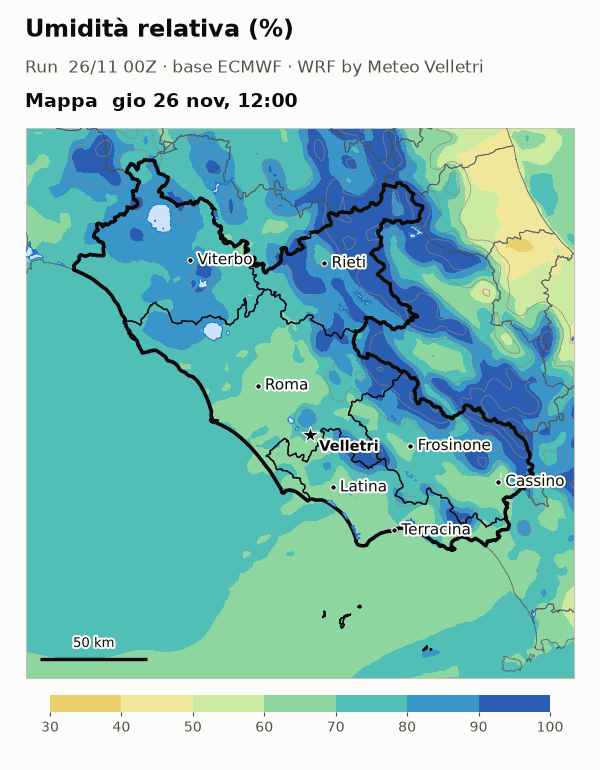 Umidità relativa (%)
Run  26/11 00Z · base ECMWF · WRF by Meteo Velletri
Mappa  gio 26 nov, 12:00
Viterbo
Rieti
Roma
Velletri
Frosinone
Latina
Cassino
Terracina
50 km
30 40 50 60 70 80 90 100